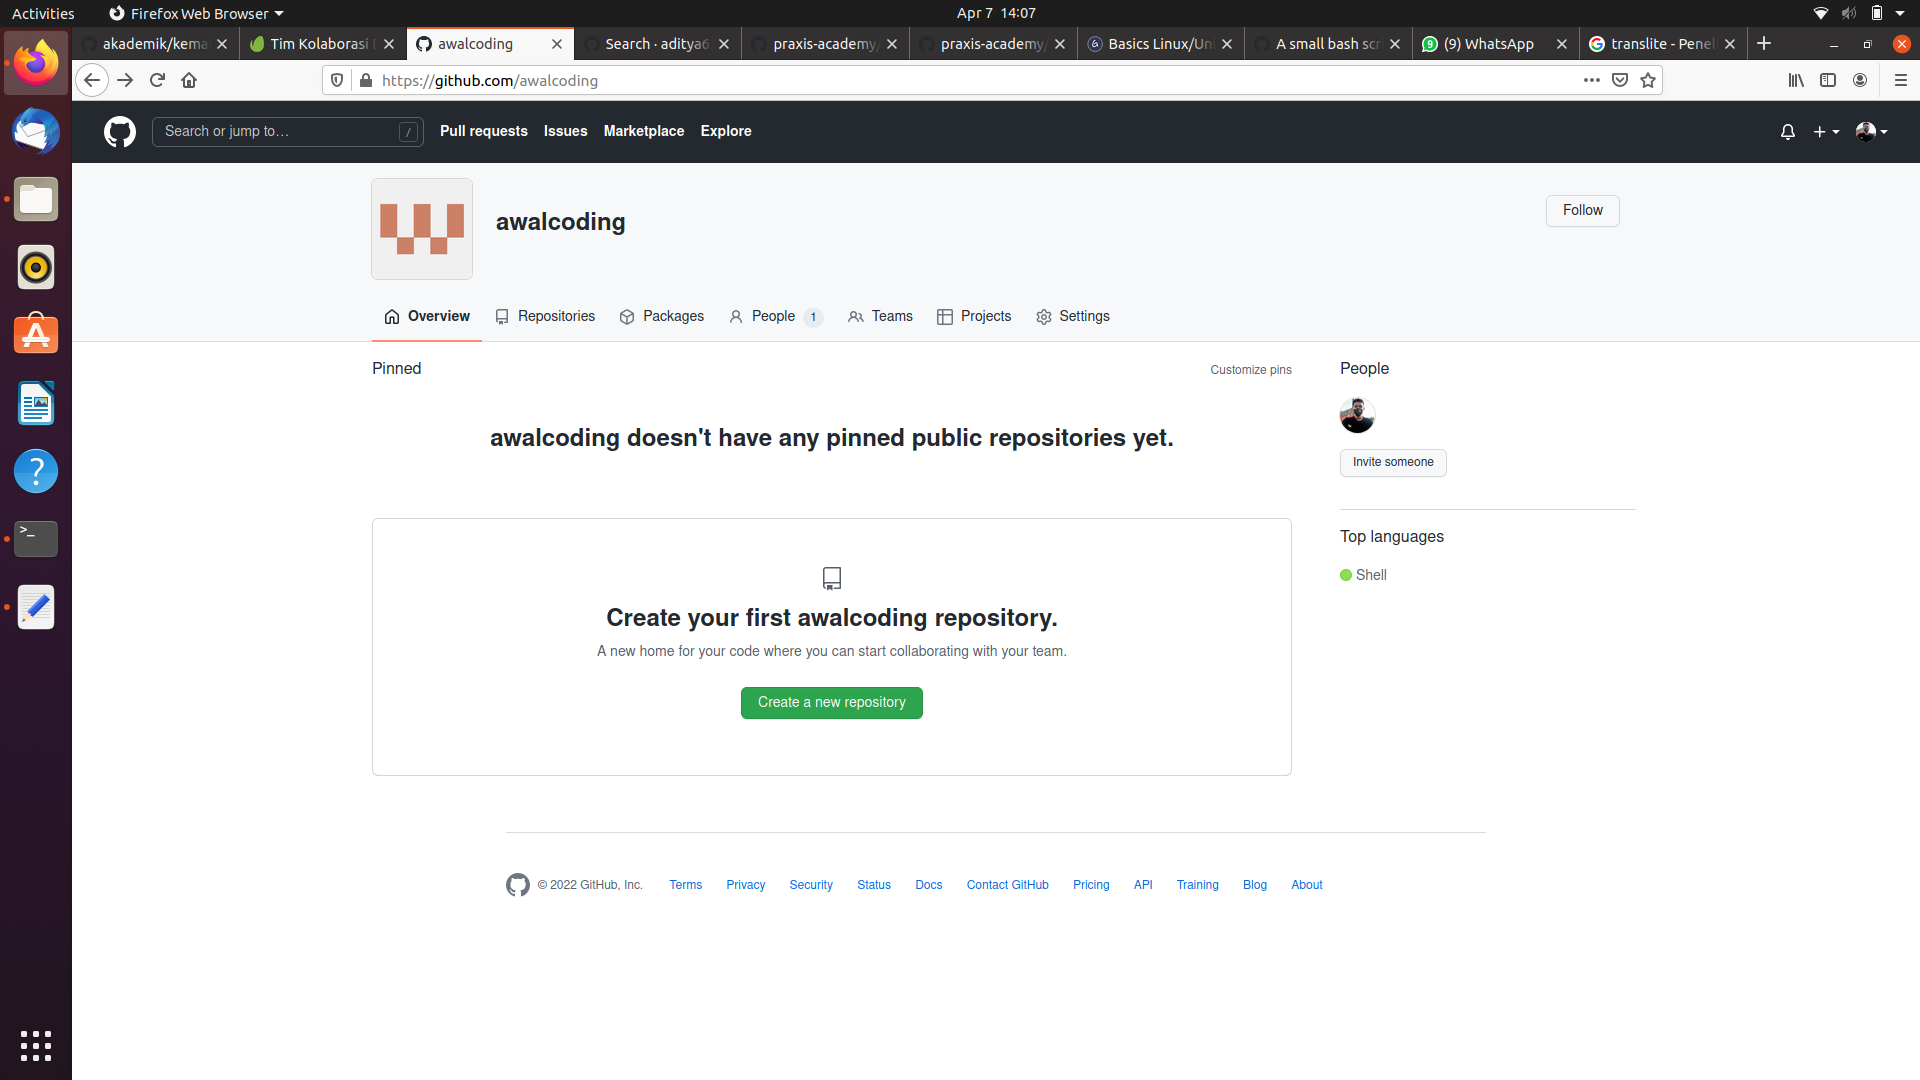 Activities Firefox Web Browser Apr 7 14:07
akademik/kema Tim Kolaborasi awalcoding Search · aditya6 praxis-academy/ praxis-academy/ Basics Linux/Un A small bash scr (9) WhatsApp translite - Penel
https://github.com/awalcoding
Search or jump to… / Pull requests Issues Marketplace Explore
awalcoding
Follow
Overview Repositories Packages People 1 Teams Projects Settings
Pinned Customize pins People
awalcoding doesn't have any pinned public repositories yet.
Invite someone
Top languages
Shell
Create your first awalcoding repository.
A new home for your code where you can start collaborating with your team.
Create a new repository
© 2022 GitHub, Inc. Terms Privacy Security Status Docs Contact GitHub Pricing API Training Blog About